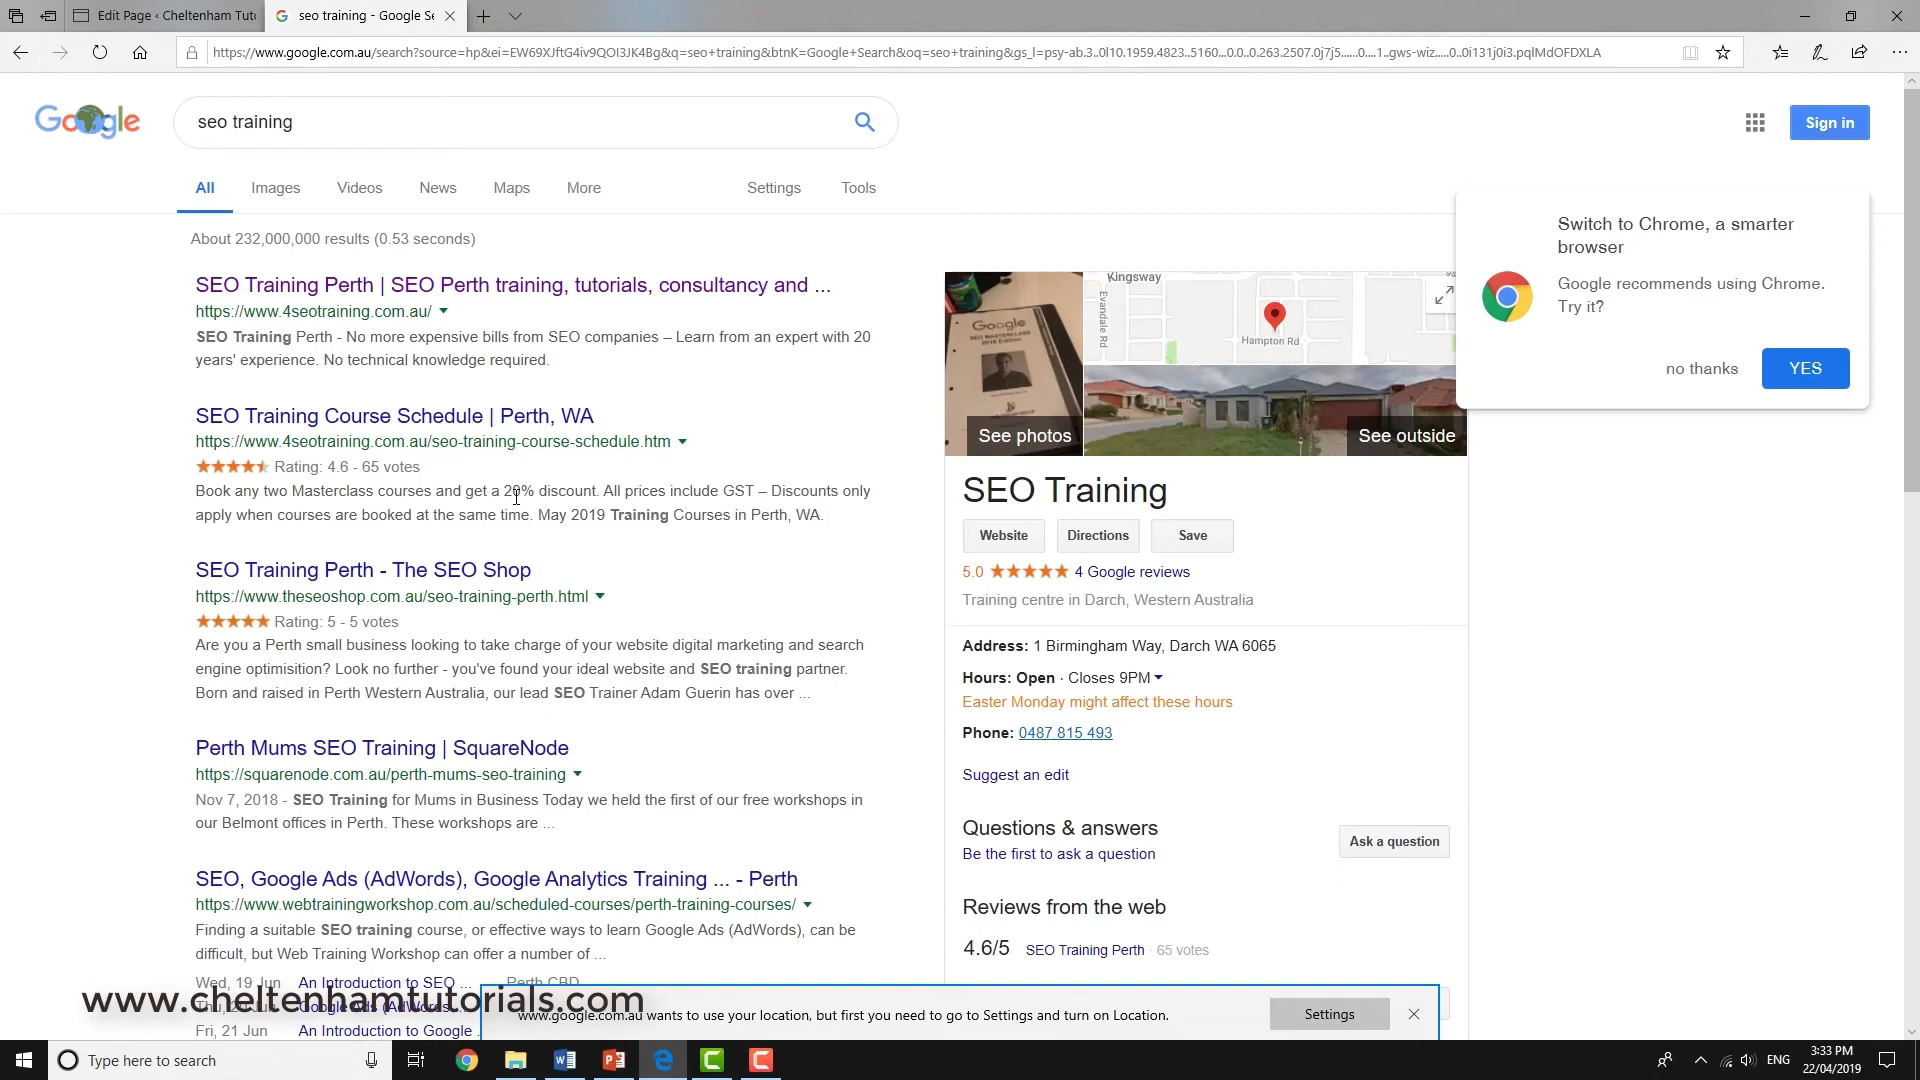 Edit Page ‹ Cheltenham Tuto
seo training - Google Se
https://www.google.com.au/search?source=hp&ei=EW69XJftG4iv9QOI3JK4Bg&q=seo+training&btnK=Google+Search&oq=seo+training&gs_l=psy-ab.3..0l10.1959.4823..5160...0.0..0.263.2507.0j7j5......0....1..gws-wiz.....0..0i131j0i3.pqlMdOFDXLA
Google
seo training
Sign in
All Images Videos News Maps More Settings Tools
About 232,000,000 results (0.53 seconds)
SEO Training Perth | SEO Perth training, tutorials, consultancy and ...
https://www.4seotraining.com.au/
SEO Training Perth - No more expensive bills from SEO companies – Learn from an expert with 20
years' experience. No technical knowledge required.
SEO Training Course Schedule | Perth, WA
https://www.4seotraining.com.au/seo-training-course-schedule.htm
Rating: 4.6 - 65 votes
Book any two Masterclass courses and get a 20% discount. All prices include GST – Discounts only
apply when courses are booked at the same time. May 2019 Training Courses in Perth, WA.
SEO Training Perth - The SEO Shop
https://www.theseoshop.com.au/seo-training-perth.html
Rating: 5 - 5 votes
Are you a Perth small business looking to take charge of your website digital marketing and search
engine optimisition? Look no further - you've found your ideal website and SEO training partner.
Born and raised in Perth Western Australia, our lead SEO Trainer Adam Guerin has over ...
Perth Mums SEO Training | SquareNode
https://squarenode.com.au/perth-mums-seo-training
Nov 7, 2018 - SEO Training for Mums in Business Today we held the first of our free workshops in
our Belmont offices in Perth. These workshops are ...
SEO, Google Ads (AdWords), Google Analytics Training ... - Perth
https://www.webtrainingworkshop.com.au/scheduled-courses/perth-training-courses/
Finding a suitable SEO training course, or effective ways to learn Google Ads (AdWords), can be
difficult, but Web Training Workshop can offer a number of ...
Wed, 19 Jun An Introduction to SEO ... Perth CBD
Thu, 20 Jun Google Ads (AdWords ...
Fri, 21 Jun An Introduction to Google
www.cheltenhamtutorials.com
Google
SEO MASTERCLASS
2018 Edition
Kingsway
Evandale Rd
Hampton Rd
See photos
See outside
SEO Training
Website Directions Save
5.0 4 Google reviews
Training centre in Darch, Western Australia
Address: 1 Birmingham Way, Darch WA 6065
Hours: Open · Closes 9PM
Easter Monday might affect these hours
Phone: 0487 815 493
Suggest an edit
Questions & answers
Be the first to ask a question
Ask a question
Reviews from the web
4.6/5 SEO Training Perth · 65 votes
Switch to Chrome, a smarter
browser
Google recommends using Chrome.
Try it?
no thanks YES
www.google.com.au wants to use your location, but first you need to go to Settings and turn on Location.
Settings
Type here to search
ENG
3:33 PM
22/04/2019